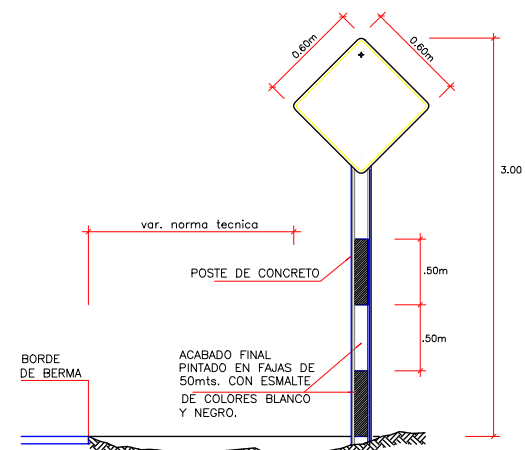 0.60m
0.60m
3.00
var. norma tecnica
.50m
POSTE DE CONCRETO
.50m
BORDE
DE BERMA
ACABADO FINAL
PINTADO EN FAJAS DE
50mts. CON ESMALTE
DE COLORES BLANCO
Y NEGRO.